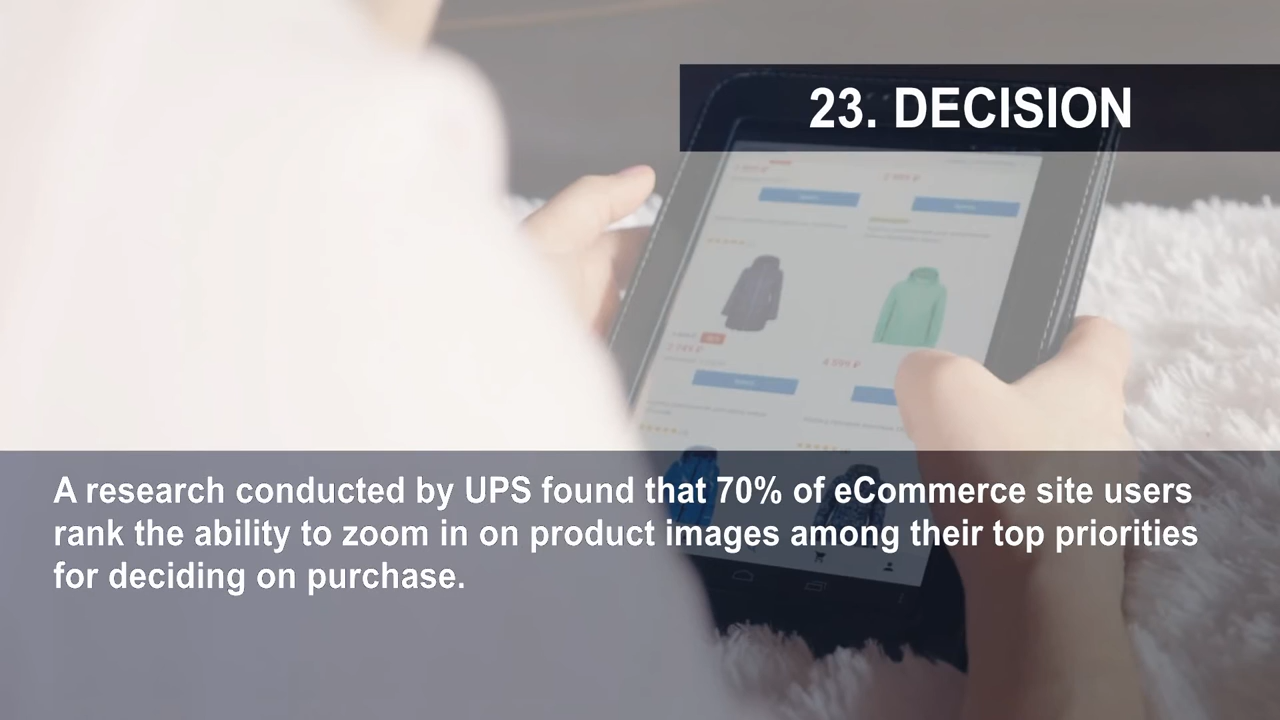 23. DECISION
A research conducted by UPS found that 70% of eCommerce site users
rank the ability to zoom in on product images among their top priorities
for deciding on purchase.